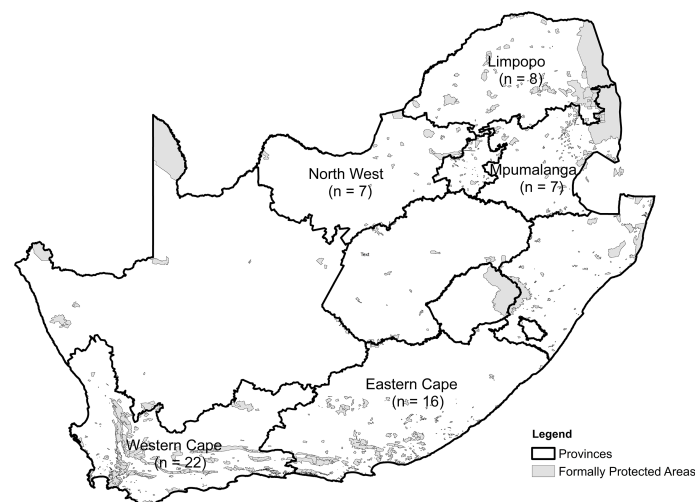 Limpopo
(n = 8)
North West
(n = 7)
Mpumalanga
(n = 7)
Text
Eastern Cape
(n = 16)
Western Cape
(n = 22)
Legend
Provinces
Formally Protected Areas